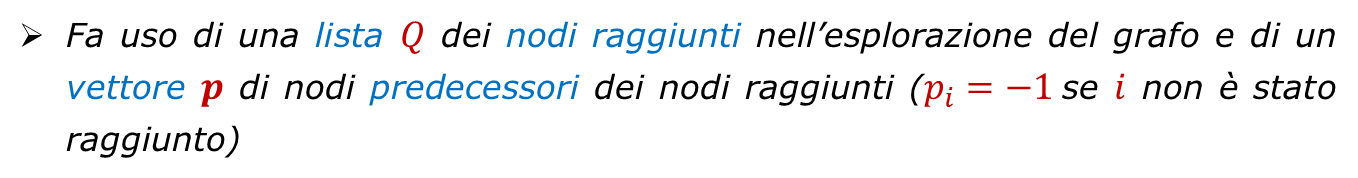 ➢ Fa uso di una lista Q dei nodi raggiunti nell’esplorazione del grafo e di un
vettore p di nodi predecessori dei nodi raggiunti (pᵢ = −1 se i non è stato
raggiunto)